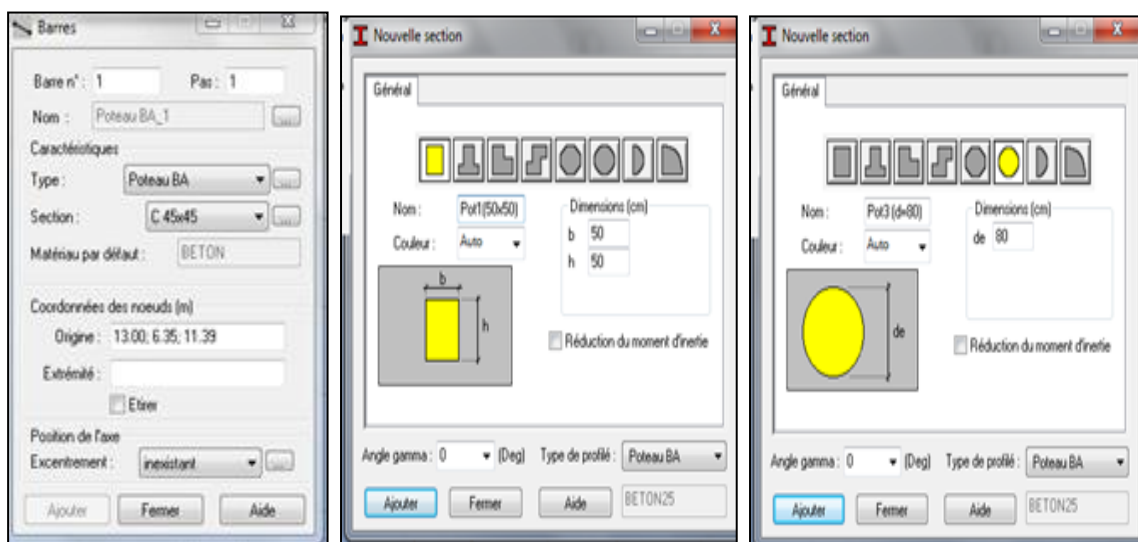 Barres
Barre n° : 1 Pas : 1
Nom : Poteau BA_1 ...
Caractéristiques
Type : Poteau BA ...
Section : C 45x45 ...
Matériau par défaut : BETON
Coordonnées des noeuds (m)
Origine : 13.00; 6.35; 11.39
Extrémité :
Etirer
Position de l'axe
Excentrement : inexistant ...
Ajouter Fermer Aide
Nouvelle section
Général
Nom : Pot1(50x50)
Couleur : Auto
Dimensions (cm)
b 50
h 50
b
h
Réduction du moment d'inertie
Angle gamma : 0 (Deg) Type de profilé : Poteau BA
Ajouter Fermer Aide BETON25
Nouvelle section
Général
Nom : Pot3 (d=80)
Couleur : Auto
Dimensions (cm)
de 80
de
Réduction du moment d'inertie
Angle gamma : 0 (Deg) Type de profilé : Poteau BA
Ajouter Fermer Aide BETON25